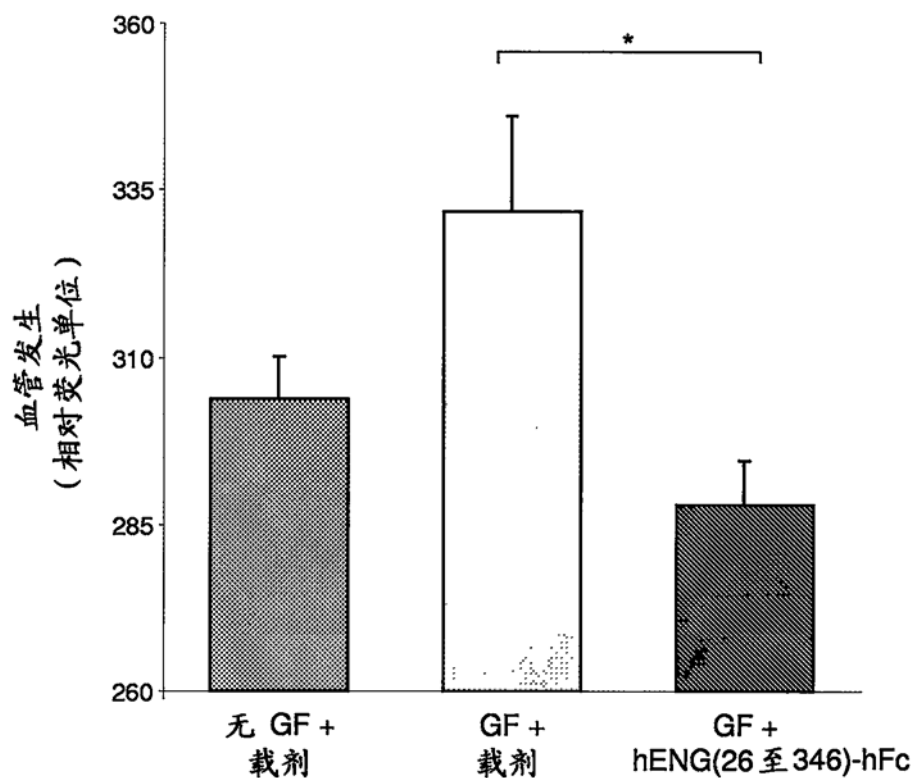 360
*
335
310
285
260
血管发生
(相对荧光单位)
无 GF +
载剂
GF +
载剂
GF +
hENG(26至346)-hFc